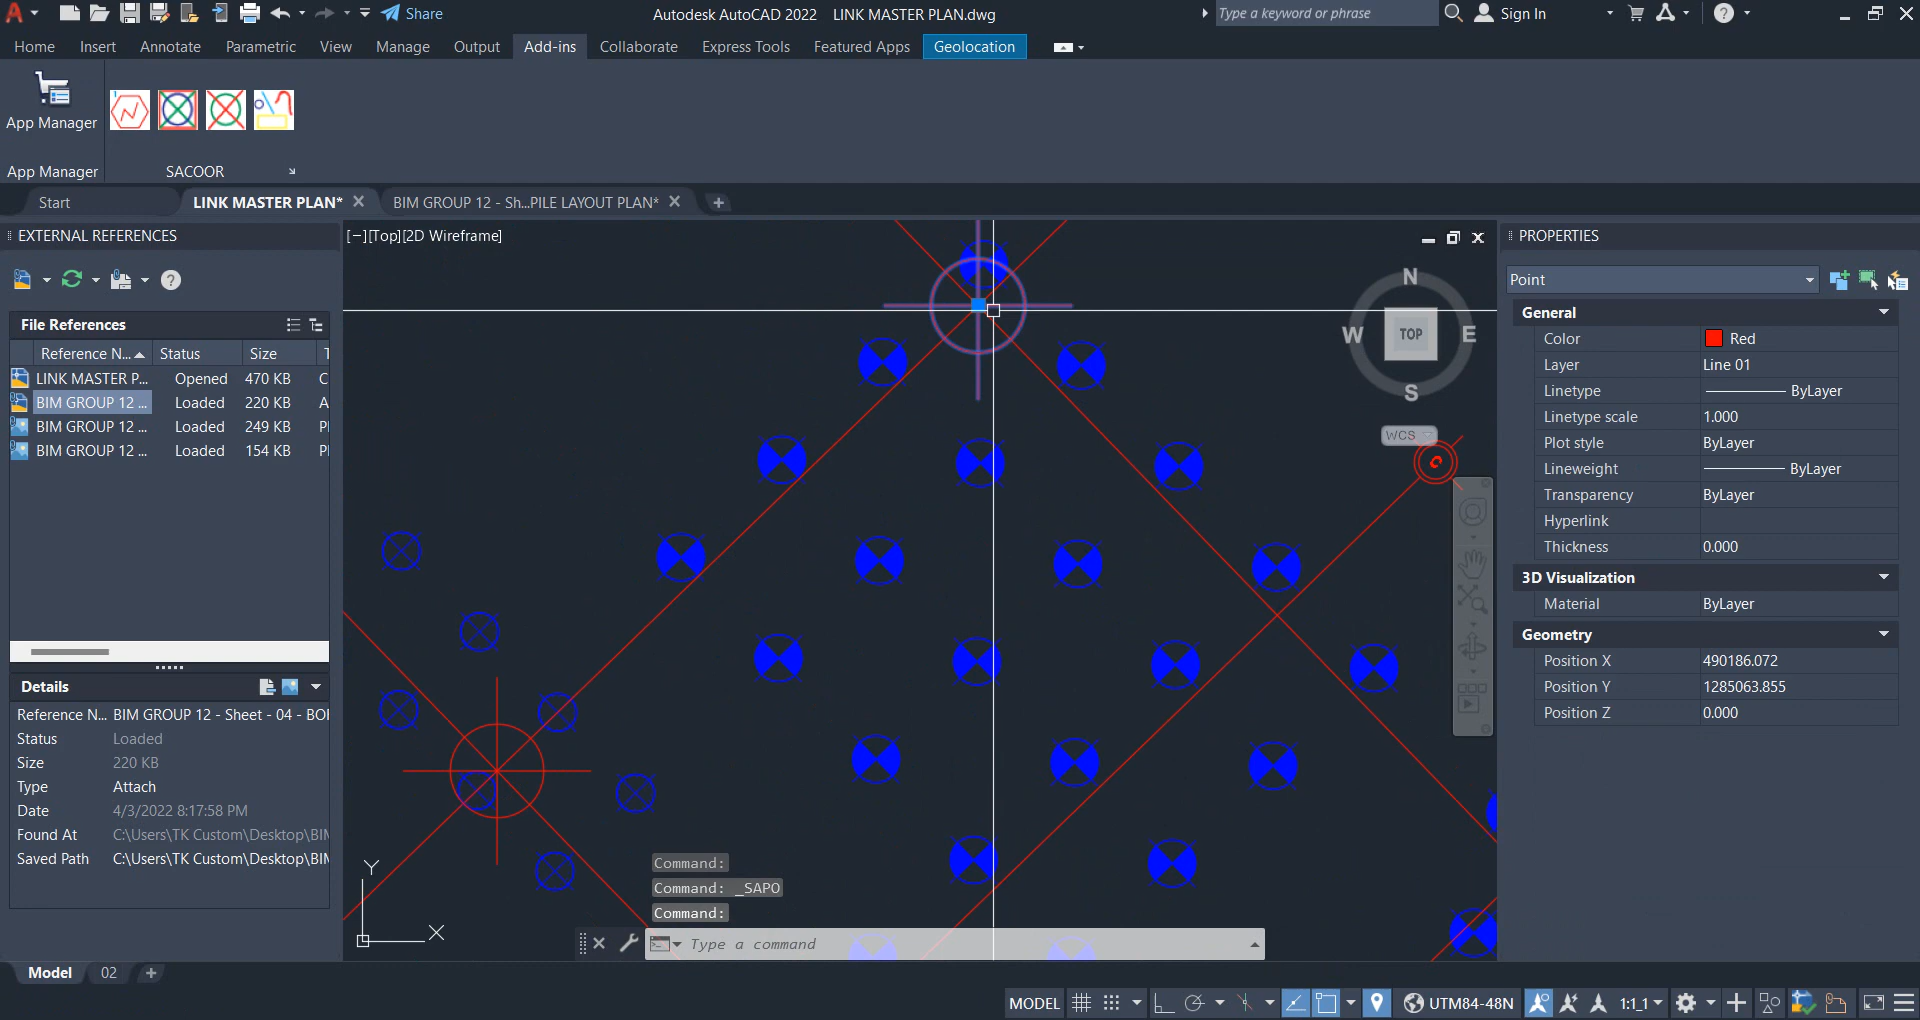 Share
Autodesk AutoCAD 2022 LINK MASTER PLAN.dwg
Type a keyword or phrase
Sign In
Home Insert Annotate Parametric View Manage Output Add-ins Collaborate Express Tools Featured Apps Geolocation
App Manager
App Manager
SACOOR
Start
LINK MASTER PLAN*
BIM GROUP 12 - Sh...PILE LAYOUT PLAN*
EXTERNAL REFERENCES
File References
Reference N... Status Size T
LINK MASTER P... Opened 470 KB C
BIM GROUP 12 ... Loaded 220 KB A
BIM GROUP 12 ... Loaded 249 KB Pl
BIM GROUP 12 ... Loaded 154 KB Pl
Details
Reference N... BIM GROUP 12 - Sheet - 04 - BOI
Status Loaded
Size 220 KB
Type Attach
Date 4/3/2022 8:17:58 PM
Found At C:\Users\TK Custom\Desktop\BIM
Saved Path C:\Users\TK Custom\Desktop\BIM
[−][Top][2D Wireframe]
N
W TOP E
S
WCS
C
Y
X
Command:
Command: _SAPO
Command:
Type a command
PROPERTIES
Point
General
Color Red
Layer Line 01
Linetype ByLayer
Linetype scale 1.000
Plot style ByLayer
Lineweight ByLayer
Transparency ByLayer
Hyperlink
Thickness 0.000
3D Visualization
Material ByLayer
Geometry
Position X 490186.072
Position Y 1285063.855
Position Z 0.000
Model 02
MODEL
UTM84-48N
1:1_1